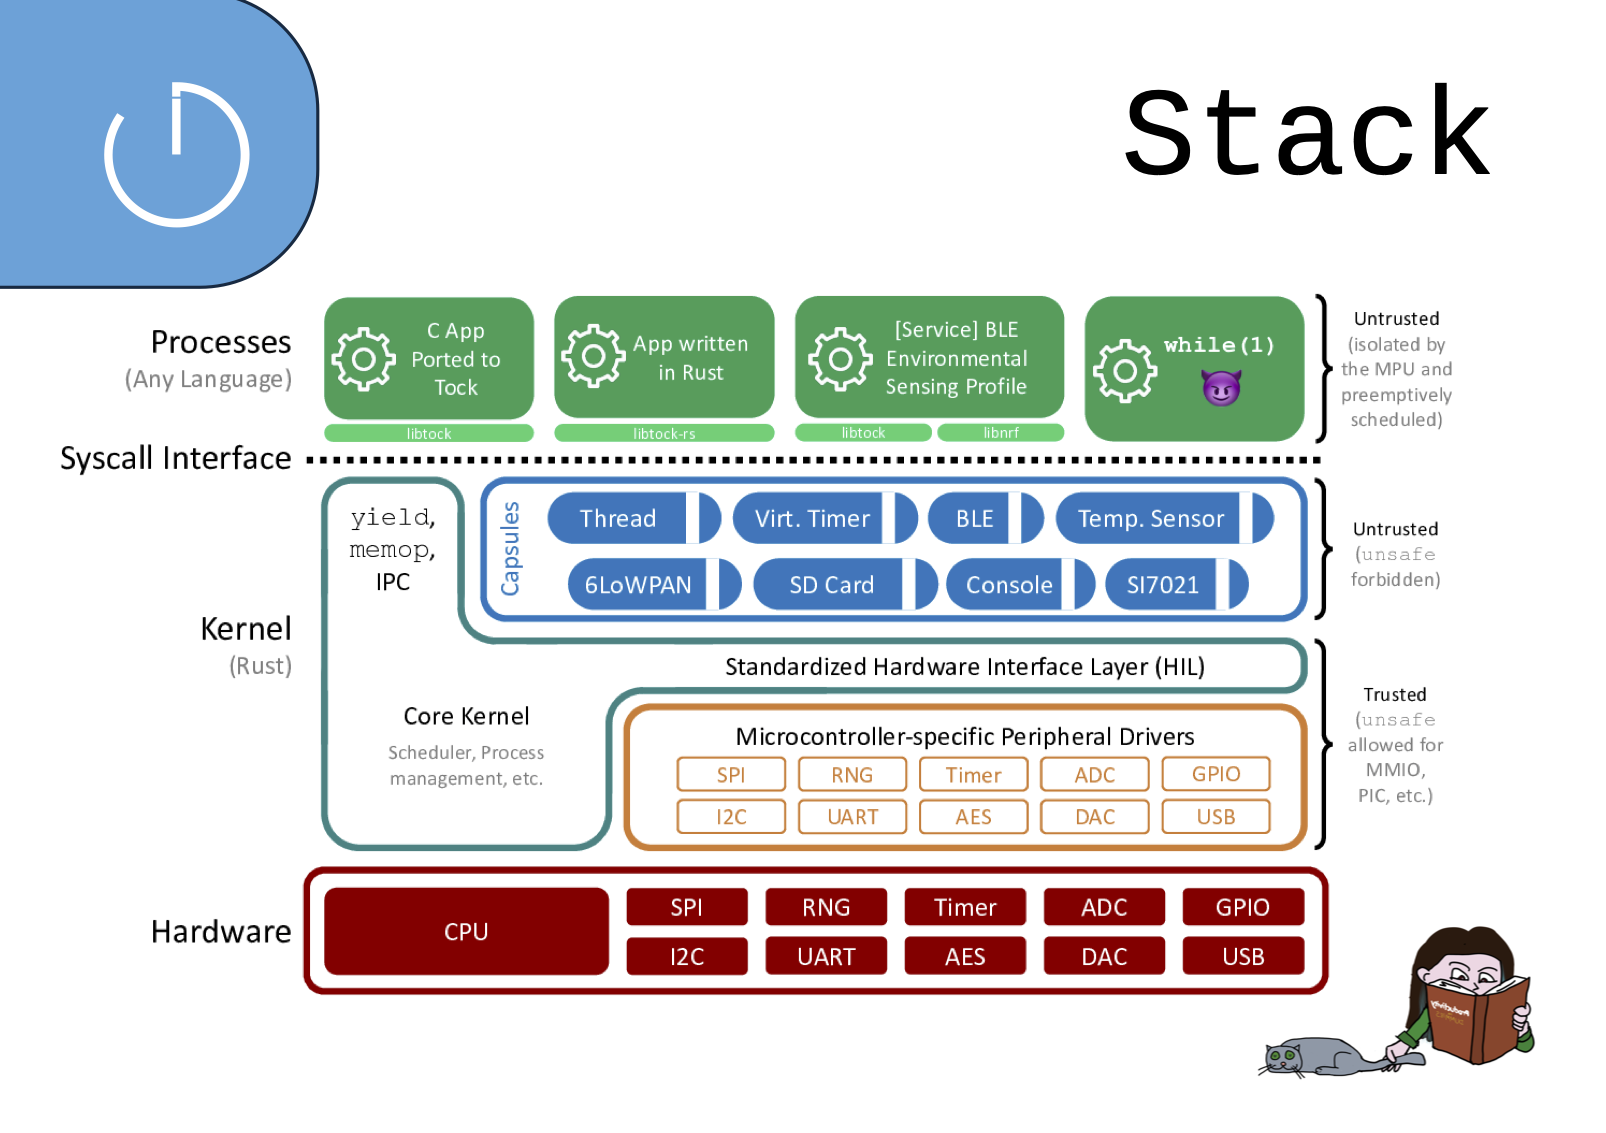 Stack
Processes
(Any Language)
C App
Ported to
Tock
libtock
App written
in Rust
libtock-rs
[Service] BLE
Environmental
Sensing Profile
libtock
libnrf
while(1)
Untrusted
(isolated by
the MPU and
preemptively
scheduled)
Syscall Interface
Kernel
(Rust)
yield,
memop,
IPC
Capsules
Thread
Virt. Timer
BLE
Temp. Sensor
6LoWPAN
SD Card
Console
SI7021
Untrusted
(unsafe
forbidden)
Standardized Hardware Interface Layer (HIL)
Core Kernel
Scheduler, Process
management, etc.
Microcontroller-specific Peripheral Drivers
SPI
RNG
Timer
ADC
GPIO
I2C
UART
AES
DAC
USB
Trusted
(unsafe
allowed for
MMIO,
PIC, etc.)
Hardware
CPU
SPI
RNG
Timer
ADC
GPIO
I2C
UART
AES
DAC
USB